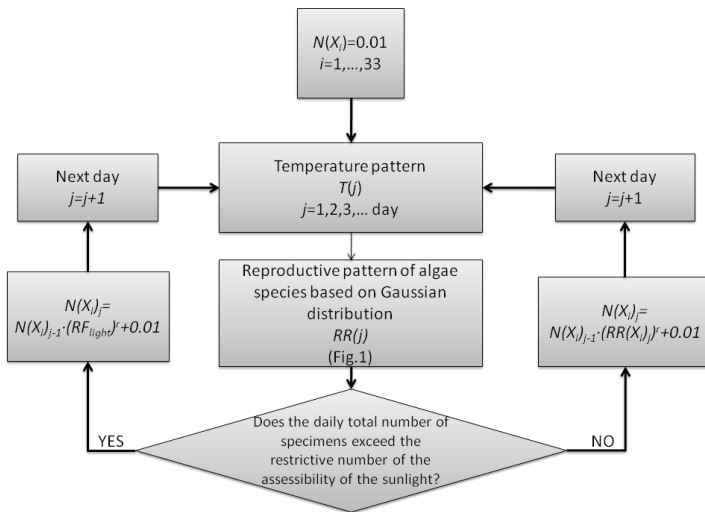 N(Xi)=0.01
i=1,...,33
Temperature pattern
T(j)
j=1,2,3,... day
Next day
j=j+1
Next day
j=j+1
Reproductive pattern of algae
species based on Gaussian
distribution
RR(j)
(Fig.1)
N(Xi)j=
N(Xi)j-1·(RFlight)^r+0.01
N(Xi)j=
N(Xi)j-1·(RR(Xi)j)^r+0.01
Does the daily total number of
specimens exceed the
restrictive number of the
assessibility of the sunlight?
YES
NO